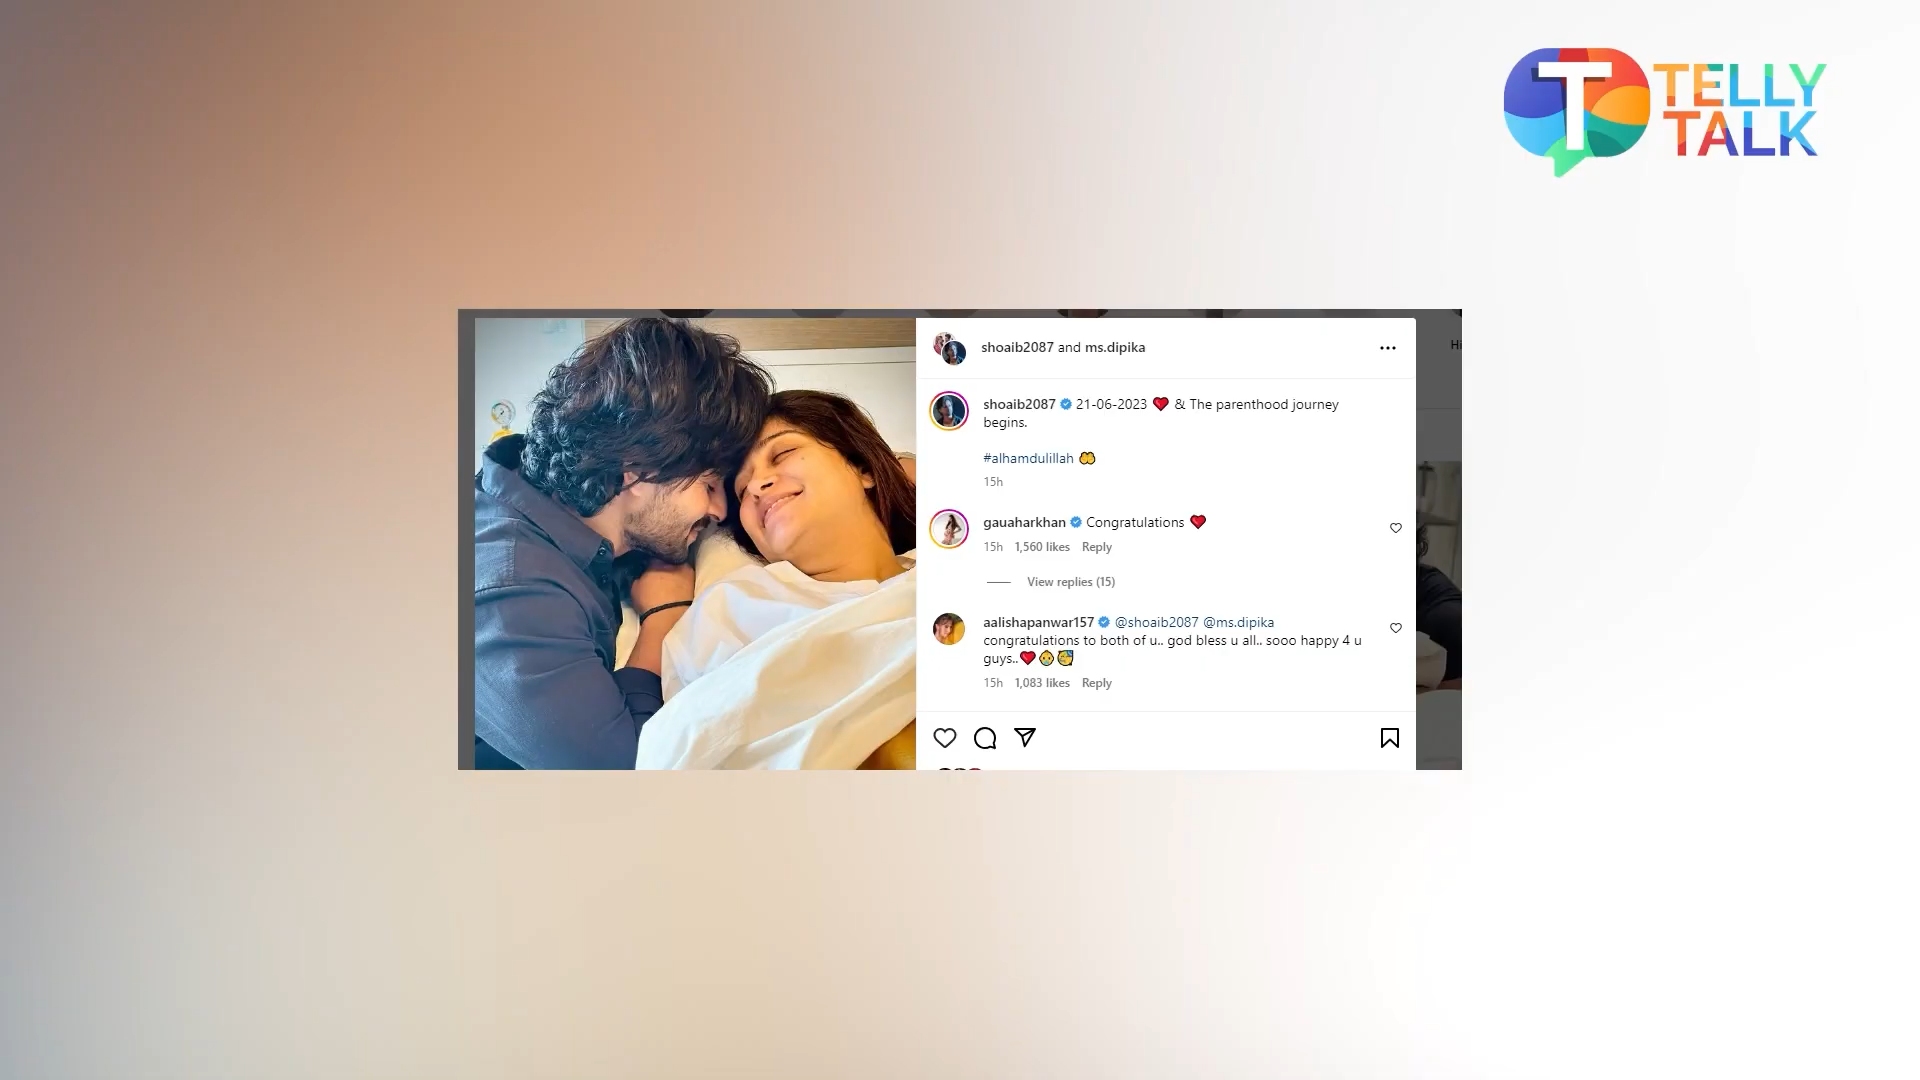 T TELLY
TALK
shoaib2087 and ms.dipika
Hi
shoaib2087 21-06-2023 ❤️ & The parenthood journey
begins.
#alhamdulillah 🤲
15h
gauaharkhan Congratulations ❤️
15h 1,560 likes Reply
View replies (15)
aalishapanwar157 @shoaib2087 @ms.dipika
congratulations to both of u.. god bless u all.. sooo happy 4 u
guys..❤️👶🥰
15h 1,083 likes Reply